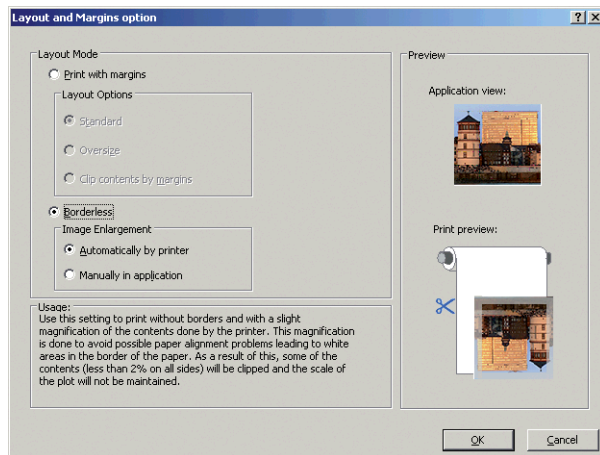 Layout and Margins option
Layout Mode
Print with margins
Layout Options
Standard
Oversize
Clip contents by margins
Borderless
Image Enlargement
Automatically by printer
Manually in application
Usage:
Use this setting to print without borders and with a slight
magnification of the contents done by the printer. This magnification
is done to avoid possible paper alignment problems leading to white
areas in the border of the paper. As a result of this, some of the
contents (less than 2% on all sides) will be clipped and the scale of
the plot will not be maintained.
Preview
Application view:
Print preview:
OK
Cancel